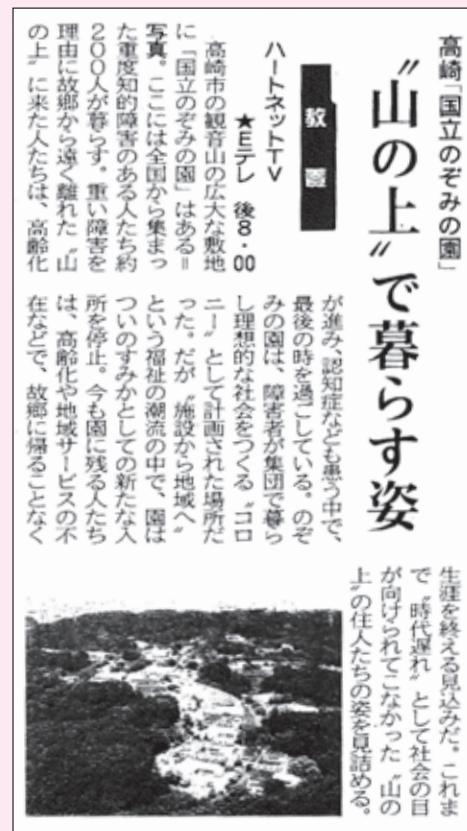 高崎「国立のぞみの園」
〝山の上〟で暮らす姿
教養
ハートネットTV
★Eテレ 後8・00
高崎市の観音山の広大な敷地
に「国立のぞみの園」はある＝
写真。ここには全国から集まっ
た重度知的障害のある人たち約
200人が暮らす。重い障害を
理由に故郷から遠く離れた〝山
の上〟に来た人たちは、高齢化
が進み、認知症なども患う中で、
最後の時を過ごしている。のぞ
みの園は、障害者が集団で暮ら
し理想的な社会をつくる〝コロ
ニー〟として計画された場所だ
った。だが〝施設から地域へ〟
という福祉の潮流の中で、園は
ついのすみかとしての新たな入
所を停止。今も園に残る人たち
は、高齢化や地域サービスの不
在などで、故郷に帰ることなく
生涯を終える見込みだ。これま
で〝時代遅れ〟として社会の目
が向けられてこなかった〝山の
上〟の住人たちの姿を見詰める。